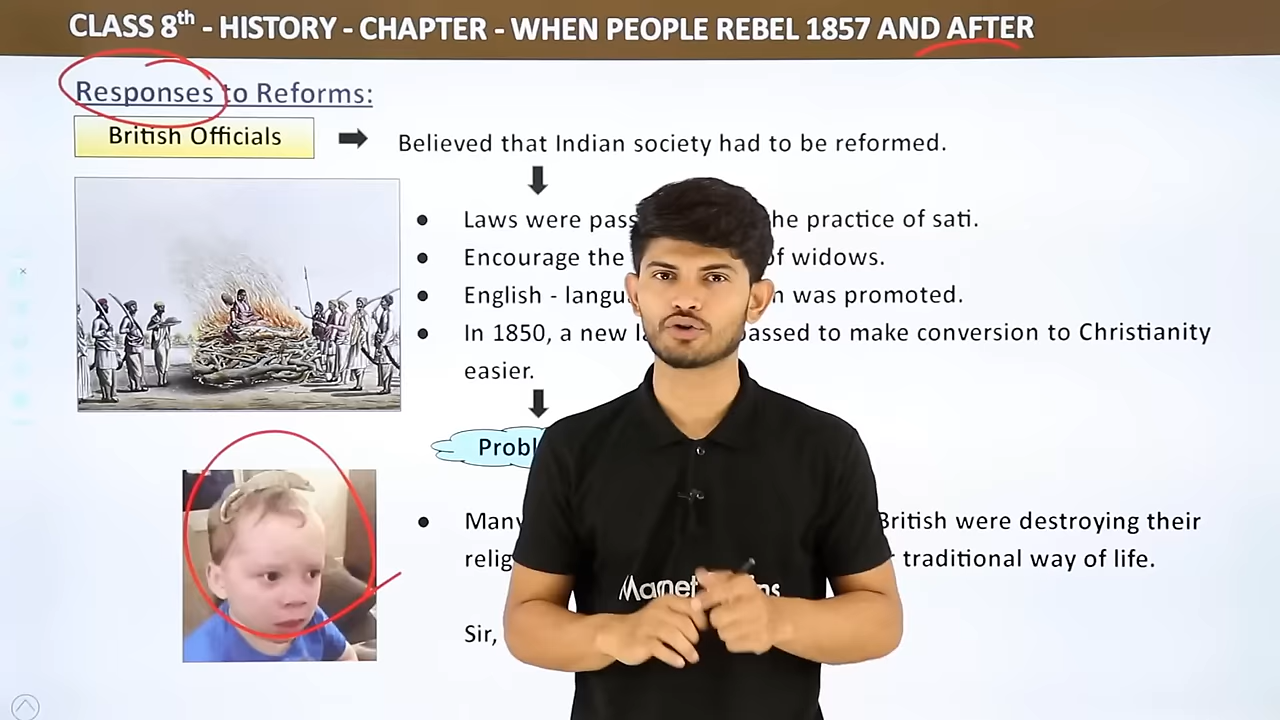 CLASS 8th - HISTORY - CHAPTER - WHEN PEOPLE REBEL 1857 AND AFTER
Responses to Reforms:
British Officials
Believed that Indian society had to be reformed.
• Laws were pass he practice of sati.
• Encourage the of widows.
• English - langu n was promoted.
• In 1850, a new l passed to make conversion to Christianity
easier.
Probl
• Many British were destroying their
relig traditional way of life.
Sir,
Magnet ns